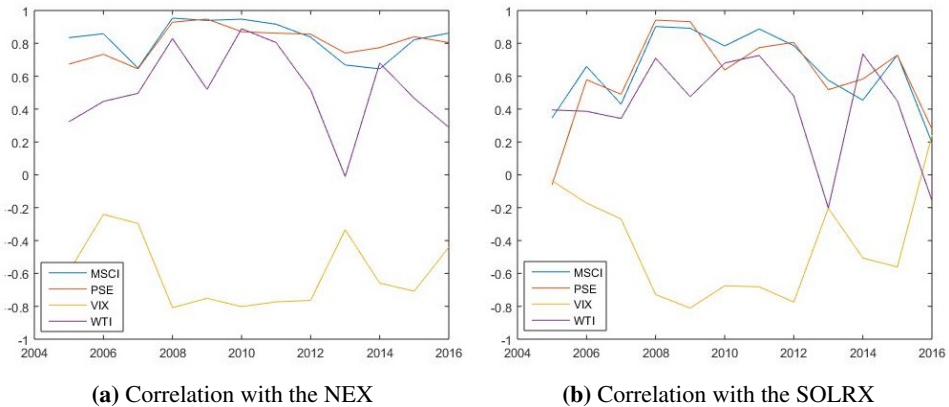 1
0.8
0.6
0.4
0.2
0
-0.2
-0.4
-0.6
-0.8
-1
2004 2006 2008 2010 2012 2014 2016
MSCI
PSE
VIX
WTI
(a) Correlation with the NEX
1
0.8
0.6
0.4
0.2
0
-0.2
-0.4
-0.6
-0.8
-1
2004 2006 2008 2010 2012 2014 2016
MSCI
PSE
VIX
WTI
(b) Correlation with the SOLRX